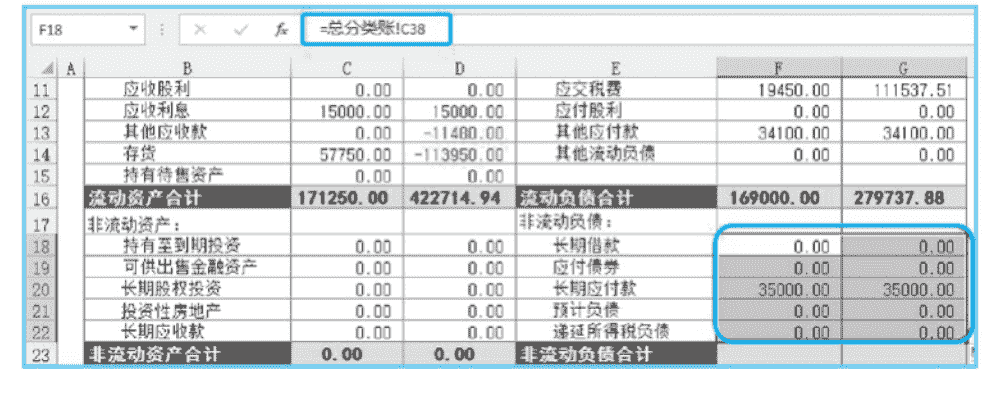 F18 fx =总分类账!C38
A B C D E F G
11 应收股利 0.00 0.00 应交税费 19450.00 111537.51
12 应收利息 15000.00 15000.00 应付股利 0.00 0.00
13 其他应收款 0.00 -11400.00 其他应付款 34100.00 34100.00
14 存货 57750.00 -113950.00 其他流动负债 0.00 0.00
15 持有待售资产 0.00 0.00
16 流动资产合计 171250.00 422714.94 流动负债合计 169000.00 279737.88
17 非流动资产： 非流动负债：
18 持有至到期投资 0.00 0.00 长期借款 0.00 0.00
19 可供出售金融资产 0.00 0.00 应付债券 0.00 0.00
20 长期股权投资 0.00 0.00 长期应付款 35000.00 35000.00
21 投资性房地产 0.00 0.00 预计负债 0.00 0.00
22 长期应收款 0.00 0.00 递延所得税负债 0.00 0.00
23 非流动资产合计 0.00 0.00 非流动负债合计